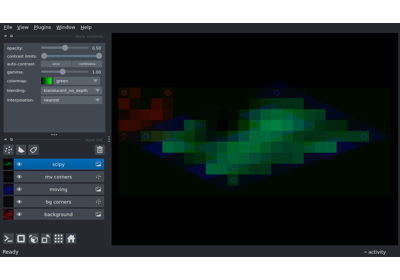 File View Plugins Window Help
opacity: 0.50
contrast limits:
auto-contrast: once continuous
gamma: 1.00
colormap: green
blending: translucent_no_depth
interpolation: nearest
scipy
mv corners
moving
bg corners
background
Ready
activity